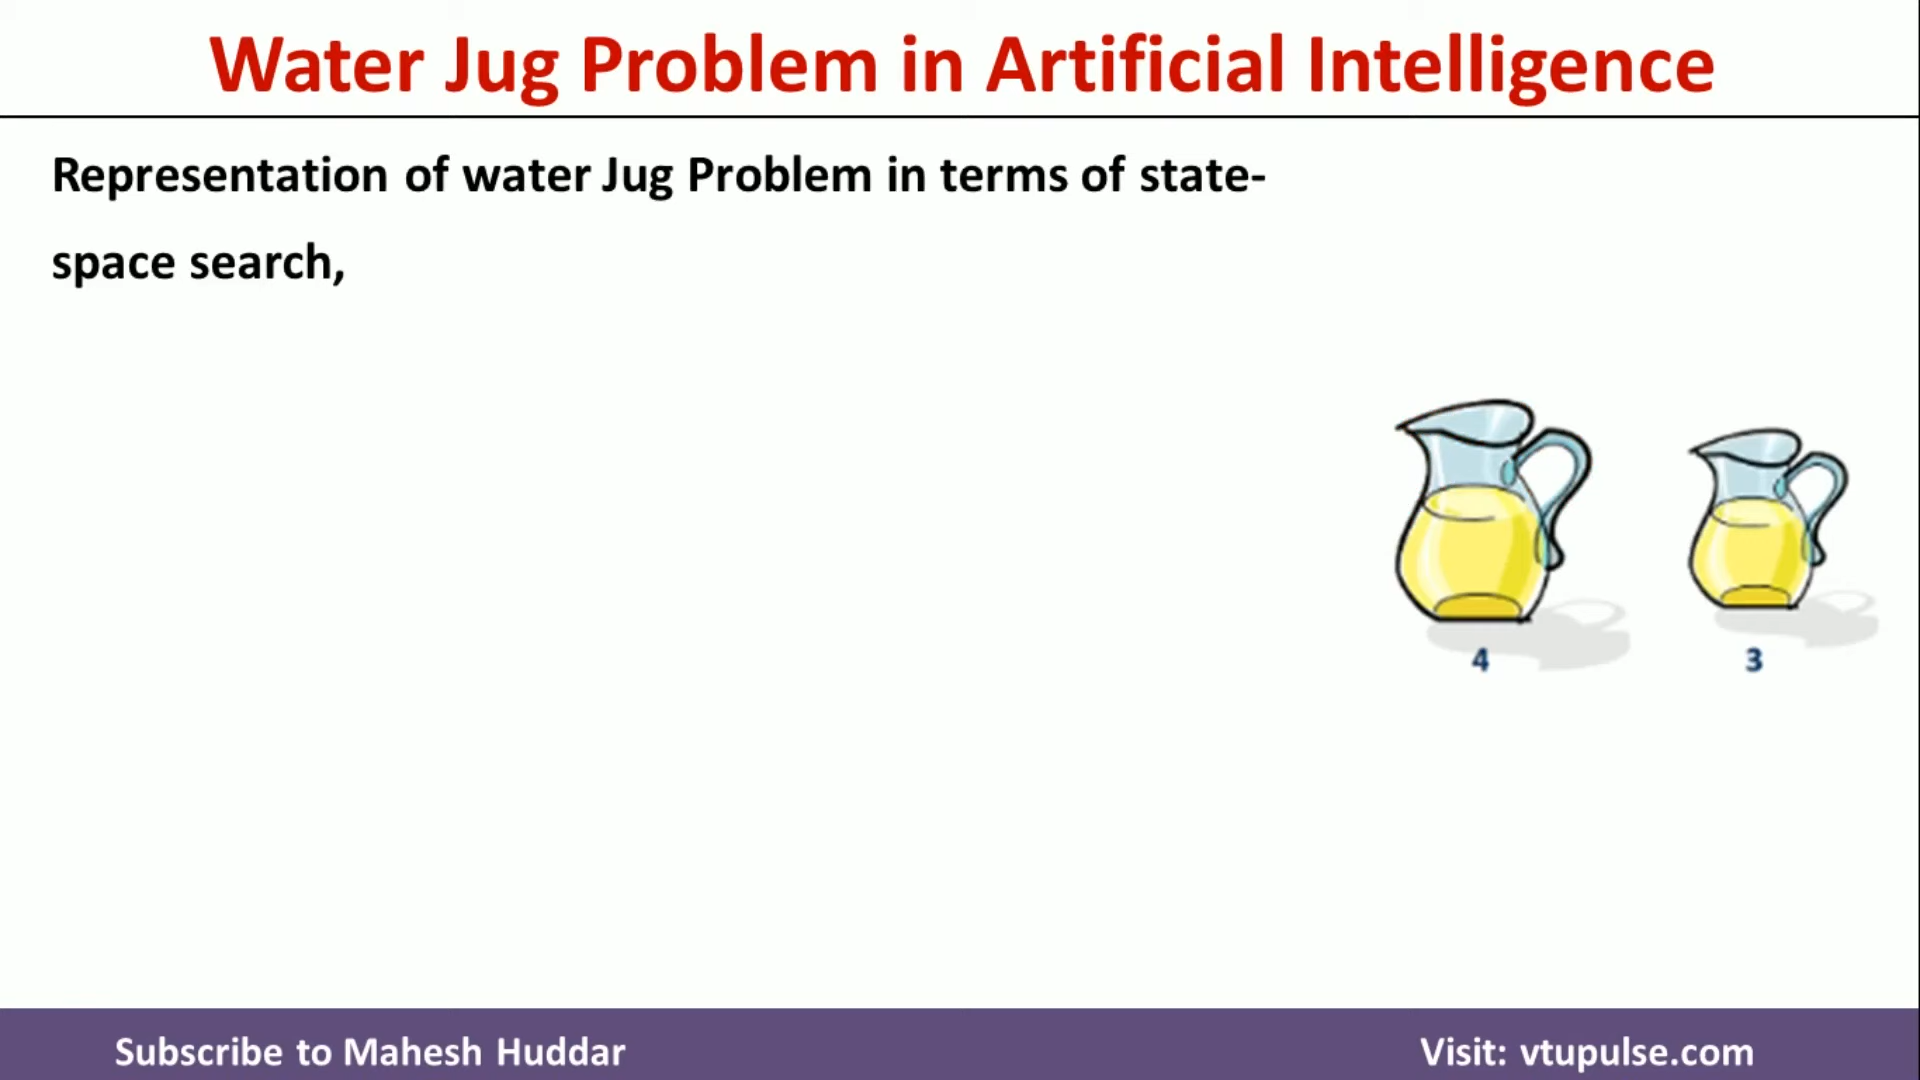 Water Jug Problem in Artificial Intelligence
Representation of water Jug Problem in terms of state-
space search,
4 3
Subscribe to Mahesh Huddar Visit: vtupulse.com